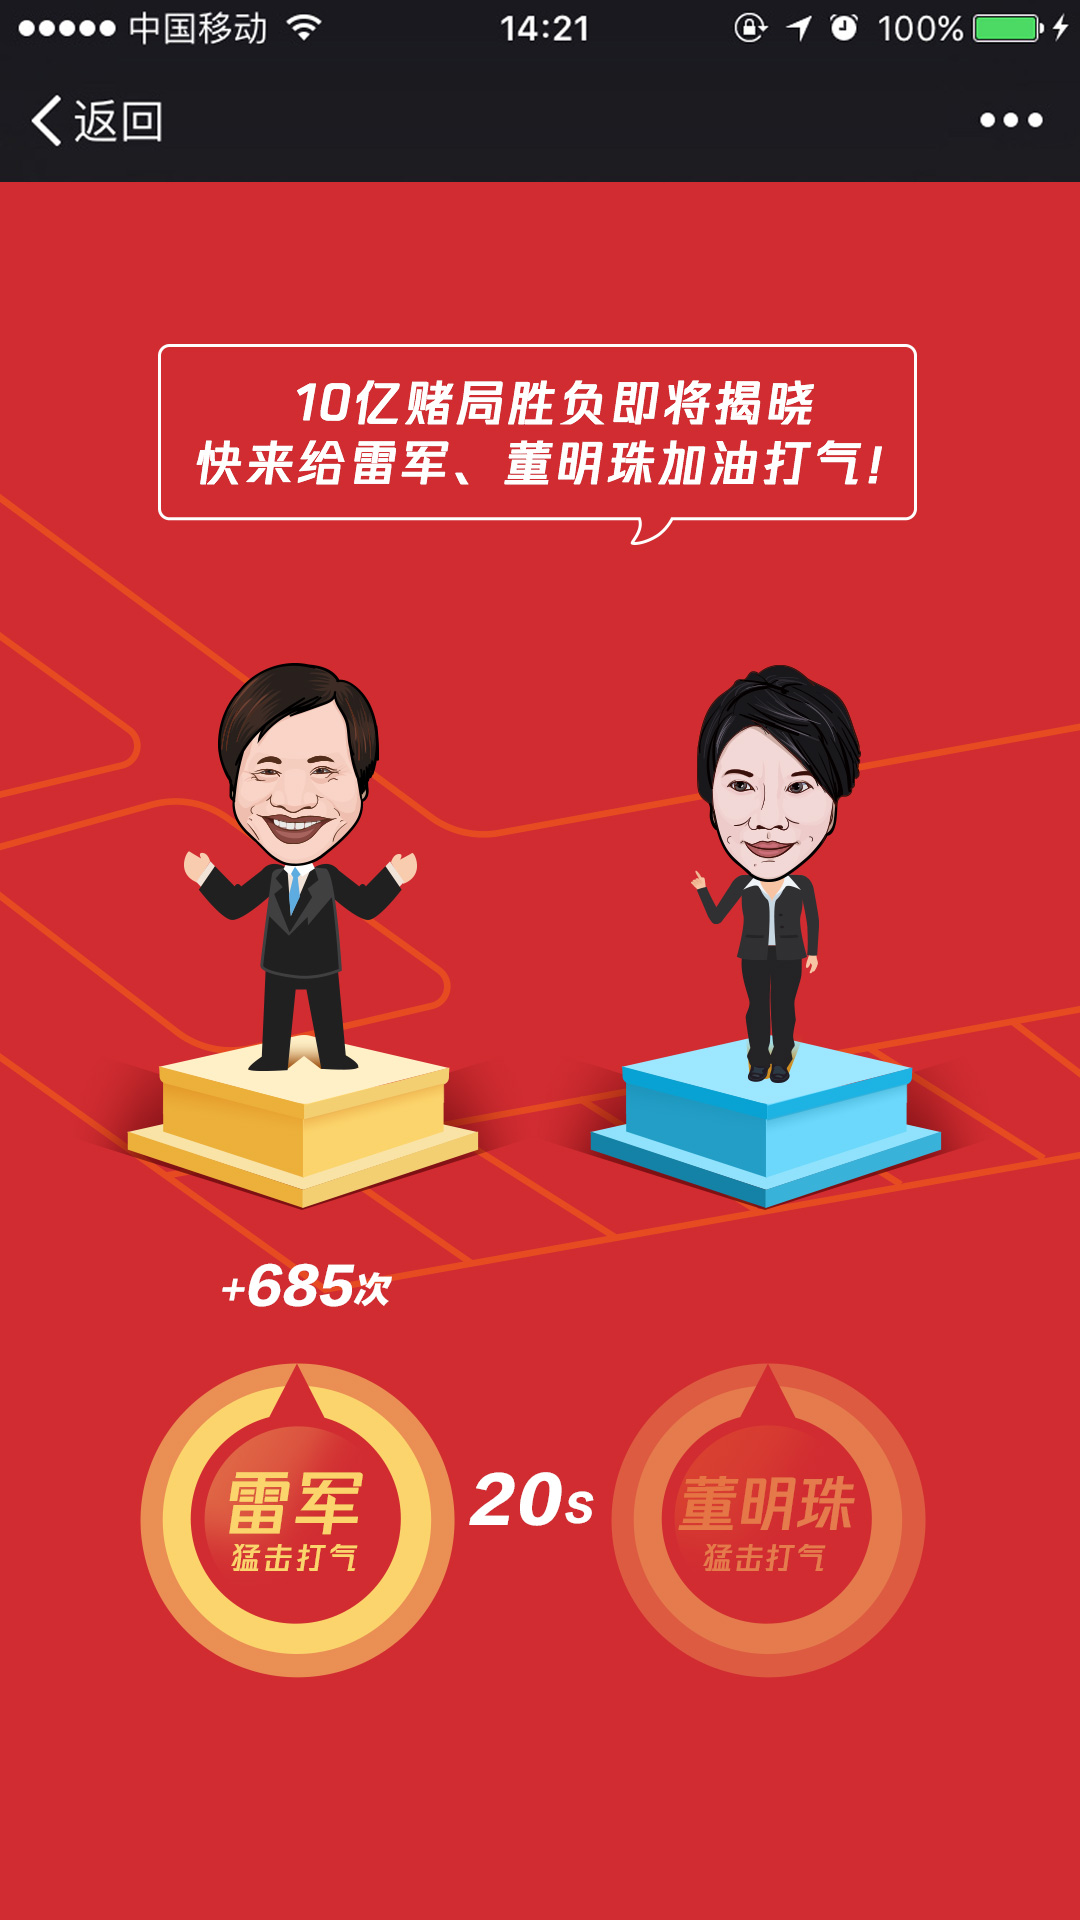 中国移动
14:21
100%
返回
10亿赌局胜负即将揭晓
快来给雷军、董明珠加油打气!
+685次
雷军
猛击打气
20s
董明珠
猛击打气